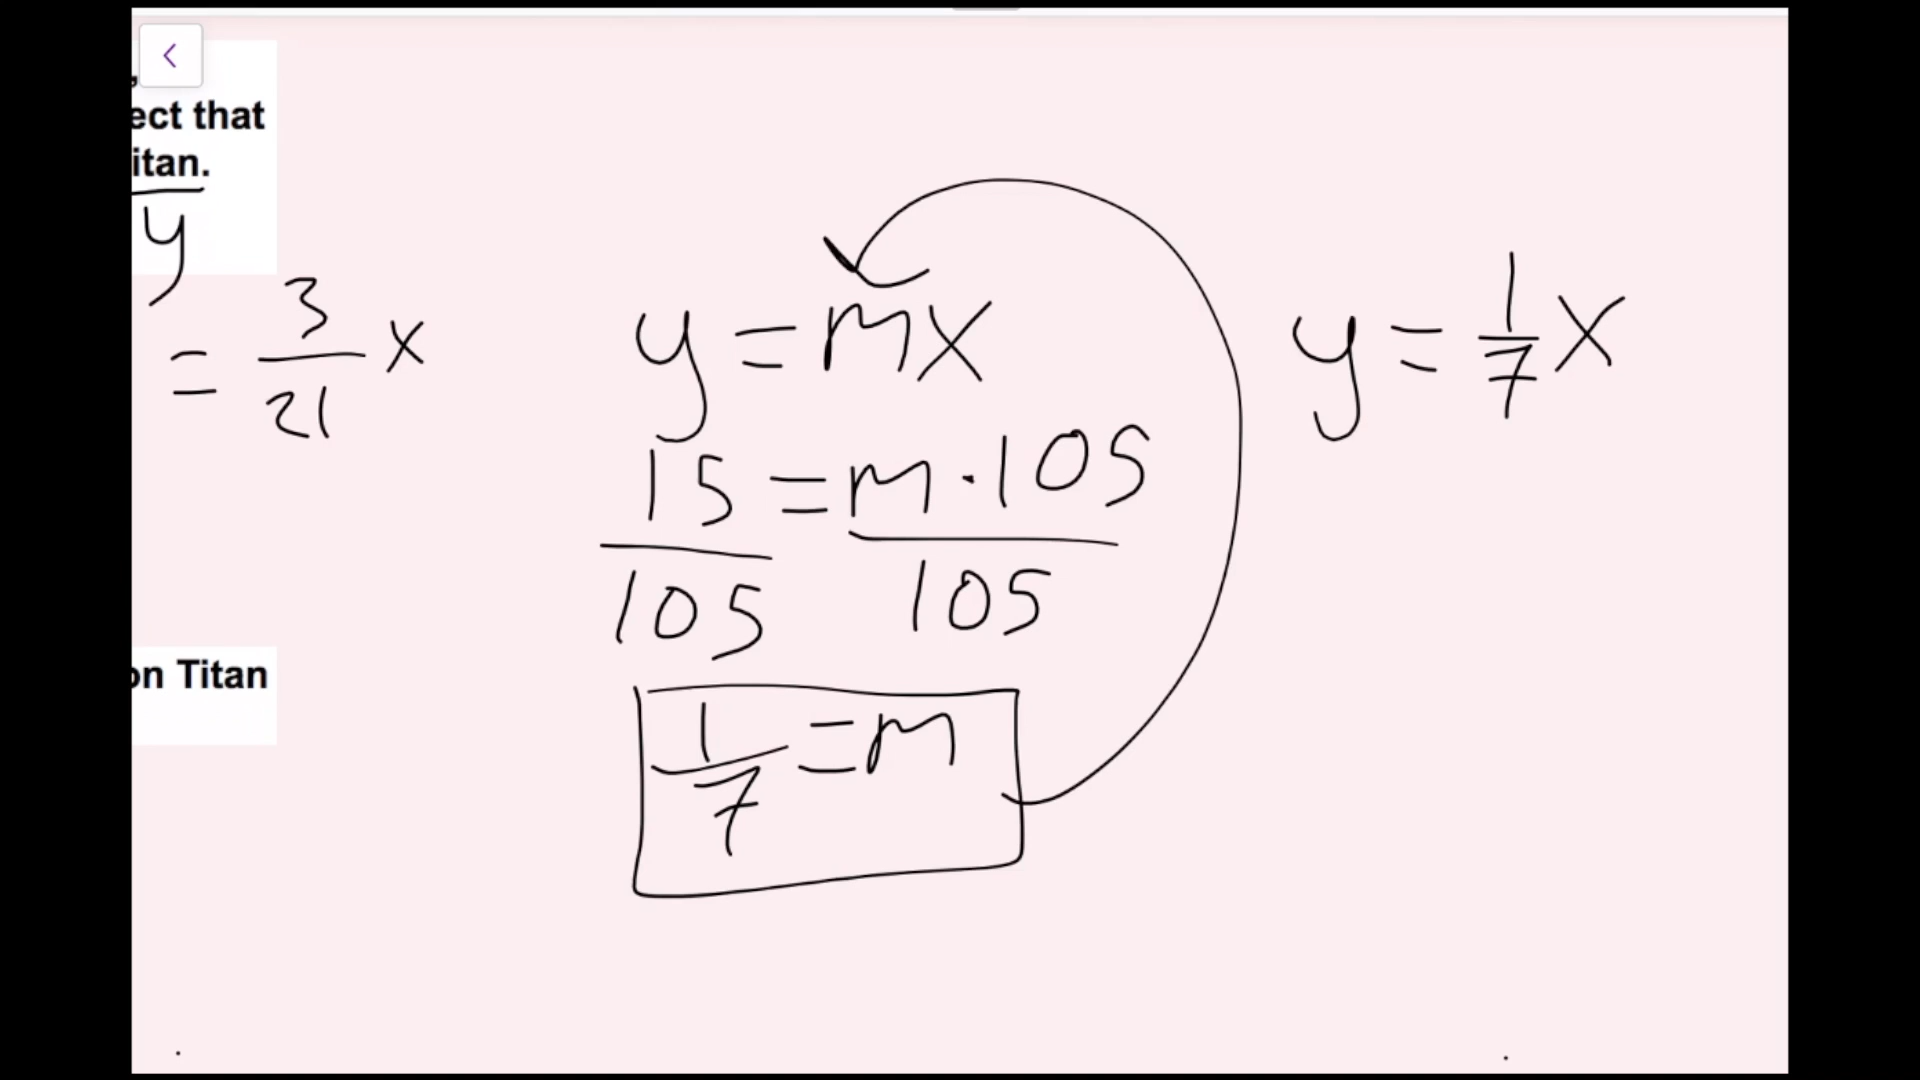 ect that
itan.
y
= 3/21 x
y = mx
15 = m · 105
105 105
1/7 = m
y = 1/7 x
on Titan